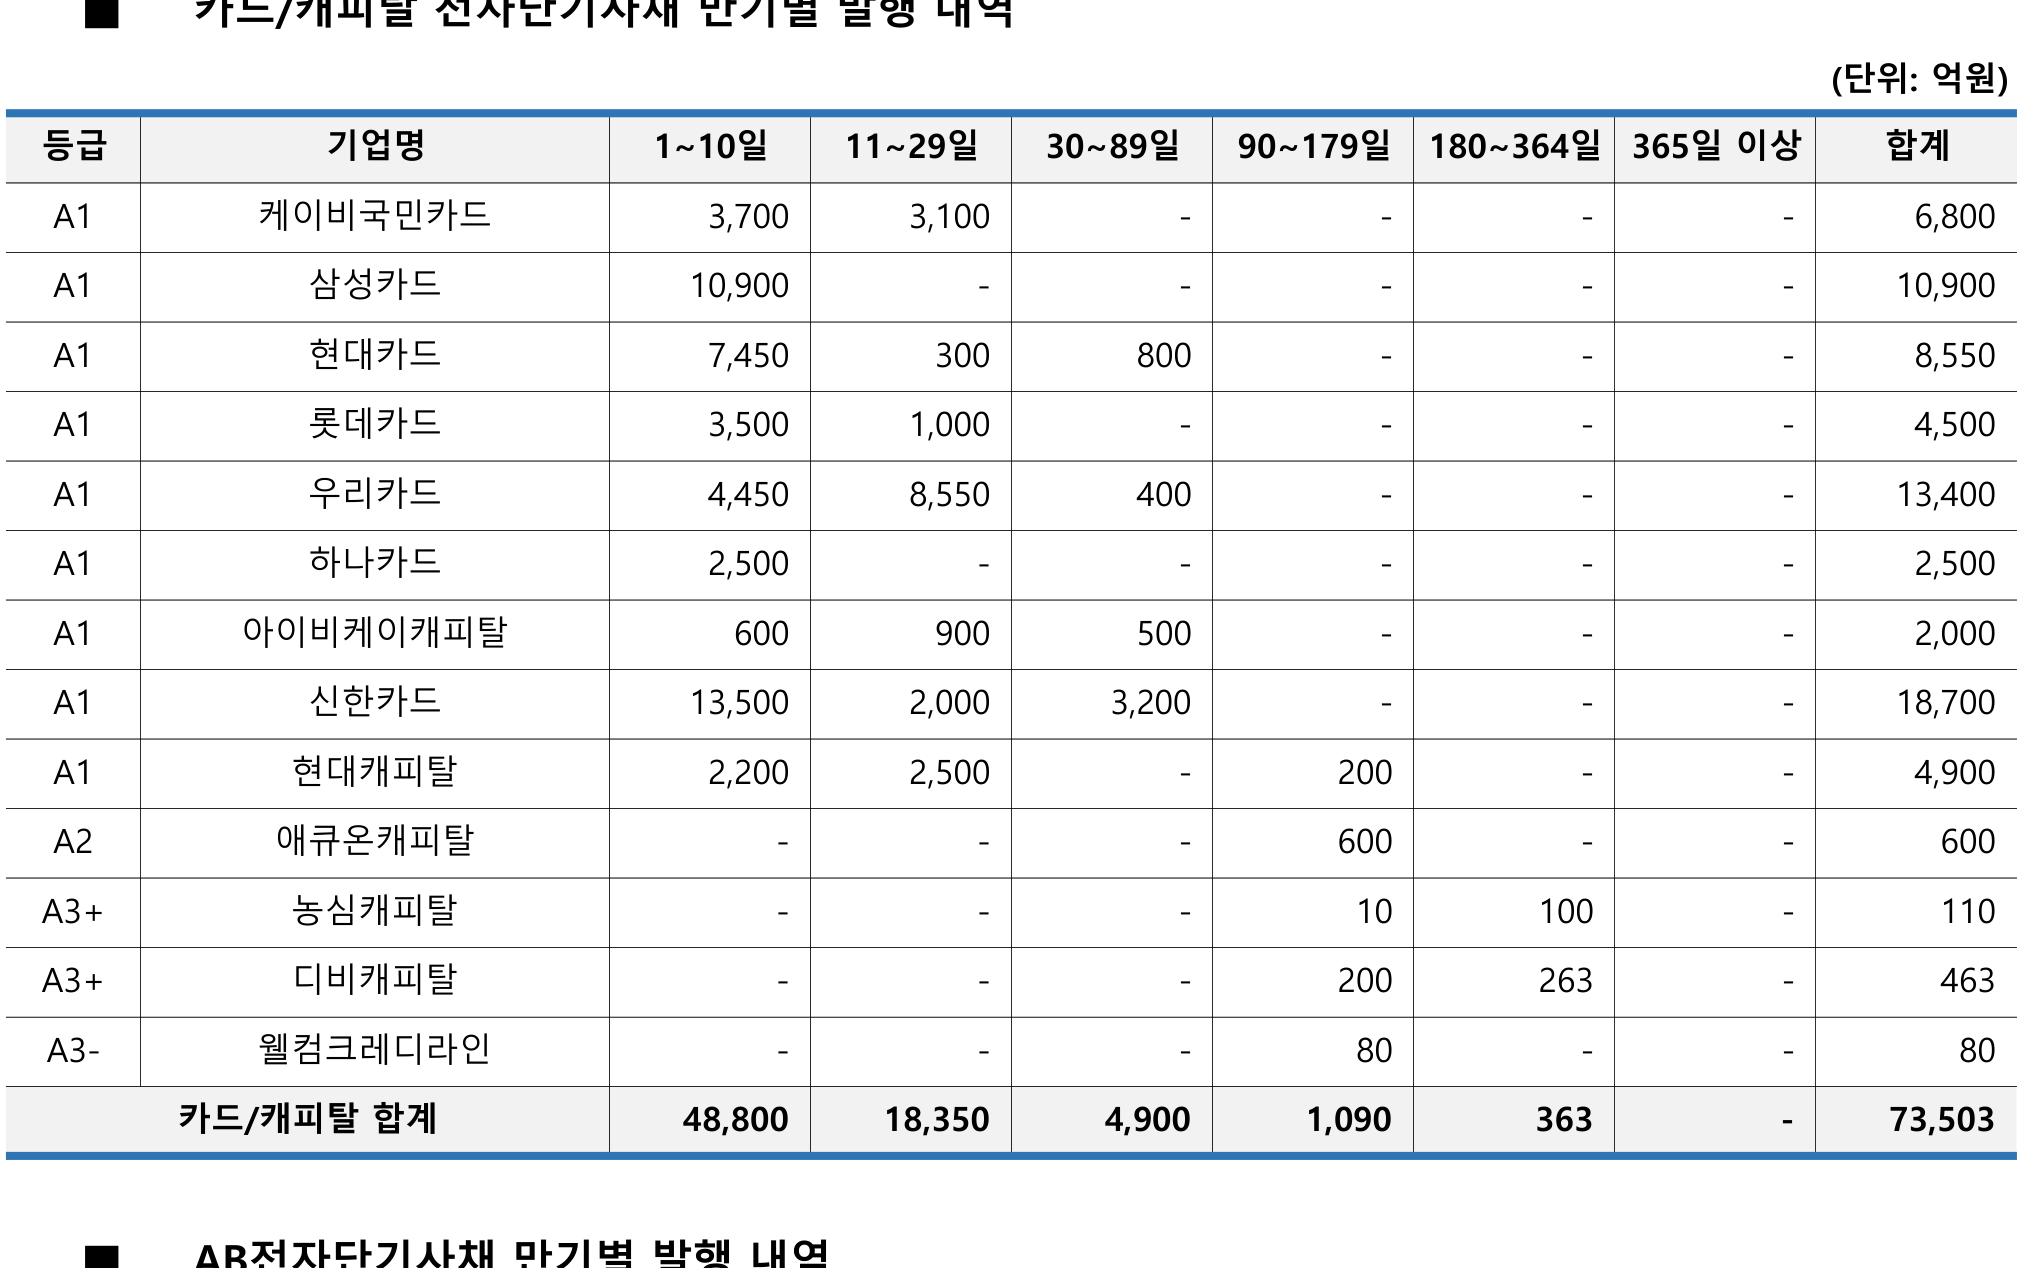 ■ 카드/캐피탈 전자단기사채 만기별 발행 내역
(단위: 억원)
등급 기업명 1~10일 11~29일 30~89일 90~179일 180~364일 365일 이상 합계
A1 케이비국민카드 3,700 3,100 - - - - 6,800
A1 삼성카드 10,900 - - - - - 10,900
A1 현대카드 7,450 300 800 - - - 8,550
A1 롯데카드 3,500 1,000 - - - - 4,500
A1 우리카드 4,450 8,550 400 - - - 13,400
A1 하나카드 2,500 - - - - - 2,500
A1 아이비케이캐피탈 600 900 500 - - - 2,000
A1 신한카드 13,500 2,000 3,200 - - - 18,700
A1 현대캐피탈 2,200 2,500 - 200 - - 4,900
A2 애큐온캐피탈 - - - 600 - - 600
A3+ 농심캐피탈 - - - 10 100 - 110
A3+ 디비캐피탈 - - - 200 263 - 463
A3- 웰컴크레디라인 - - - 80 - - 80
카드/캐피탈 합계 48,800 18,350 4,900 1,090 363 - 73,503
■ AB전자단기사채 만기별 발행 내역